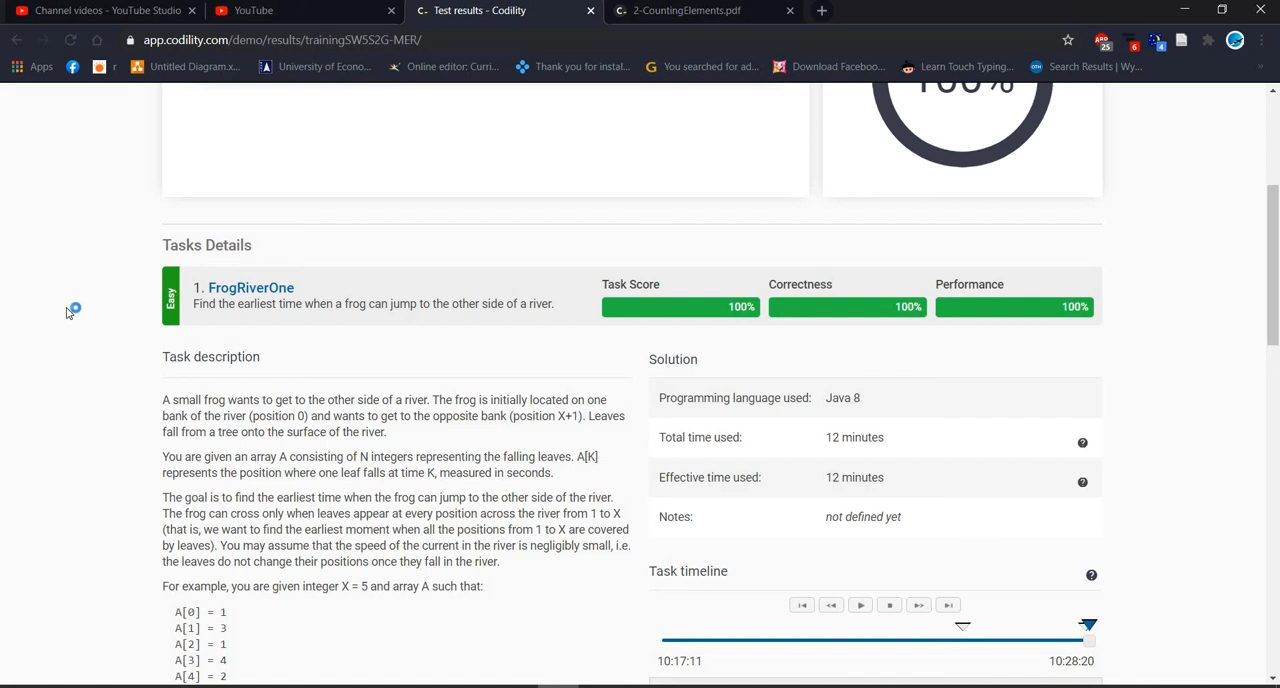 Channel videos - YouTube Studio
YouTube
Test results - Codility
2-CountingElements.pdf
app.codility.com/demo/results/trainingSW5S2G-MER/
25
6
4
Apps
r
Untitled Diagram.x...
University of Econo...
Online editor: Curri...
Thank you for instal...
You searched for ad...
Download Faceboo...
Learn Touch Typing...
Search Results | Wy...
100%
Tasks Details
Easy
1. FrogRiverOne
Find the earliest time when a frog can jump to the other side of a river.
Task Score
100%
Correctness
100%
Performance
100%
Task description
A small frog wants to get to the other side of a river. The frog is initially located on one
bank of the river (position 0) and wants to get to the opposite bank (position X+1). Leaves
fall from a tree onto the surface of the river.
You are given an array A consisting of N integers representing the falling leaves. A[K]
represents the position where one leaf falls at time K, measured in seconds.
The goal is to find the earliest time when the frog can jump to the other side of the river.
The frog can cross only when leaves appear at every position across the river from 1 to X
(that is, we want to find the earliest moment when all the positions from 1 to X are covered
by leaves). You may assume that the speed of the current in the river is negligibly small, i.e.
the leaves do not change their positions once they fall in the river.
For example, you are given integer X = 5 and array A such that:
A[0] = 1
A[1] = 3
A[2] = 1
A[3] = 4
A[4] = 2
Solution
Programming language used: Java 8
Total time used: 12 minutes
Effective time used: 12 minutes
Notes: not defined yet
Task timeline
10:17:11
10:28:20